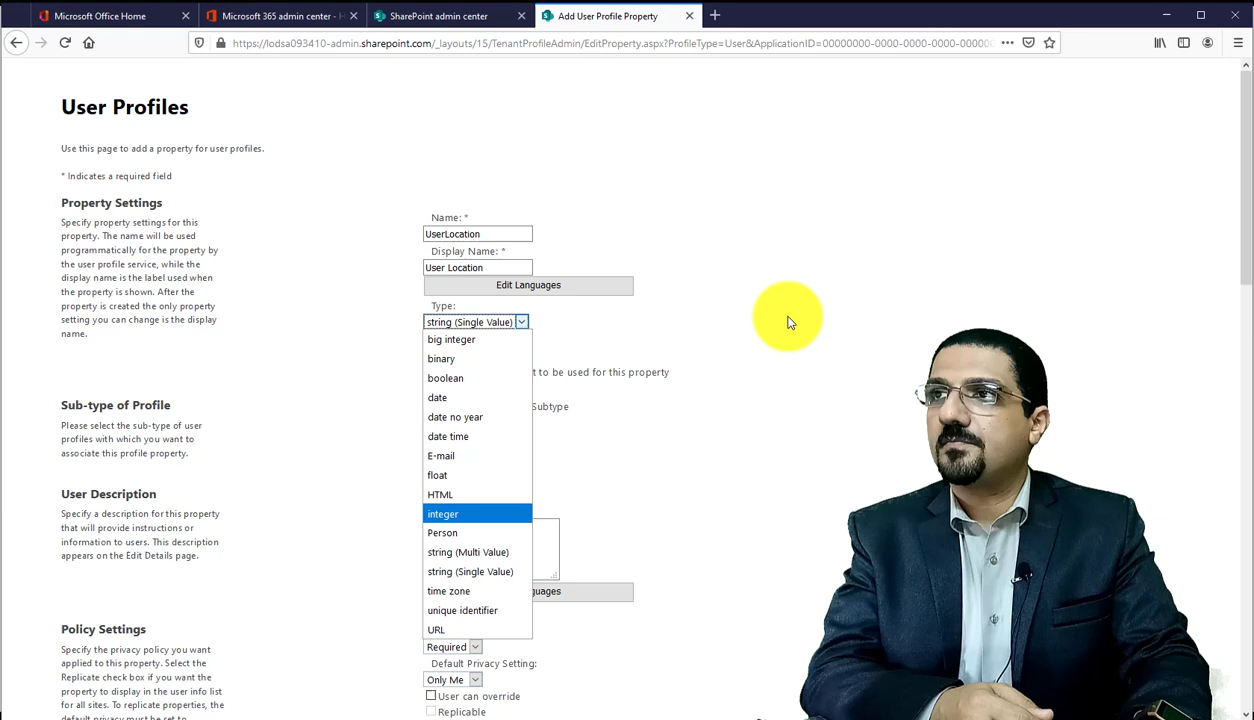 Microsoft Office Home
Microsoft 365 admin center - H
SharePoint admin center
Add User Profile Property
https://lodsa093410-admin.sharepoint.com/_layouts/15/TenantProfileAdmin/EditProperty.aspx?ProfileType=User&ApplicationID=00000000-0000-0000-0000-00000
User Profiles
Use this page to add a property for user profiles.
* Indicates a required field
Property Settings
Specify property settings for this
property. The name will be used
programmatically for the property by
the user profile service, while the
display name is the label used when
the property is shown. After the
property is created the only property
setting you can change is the display
name.
Name: *
UserLocation
Display Name: *
User Location
Edit Languages
Type:
string (Single Value)
big integer
binary
boolean
date
date no year
date time
E-mail
float
HTML
integer
Person
string (Multi Value)
string (Single Value)
time zone
unique identifier
URL
t to be used for this property
Sub-type of Profile
Please select the sub-type of user
profiles with which you want to
associate this profile property.
Subtype
User Description
Specify a description for this property
that will provide instructions or
information to users. This description
appears on the Edit Details page.
guages
Policy Settings
Specify the privacy policy you want
applied to this property. Select the
Replicate check box if you want the
property to display in the user info list
for all sites. To replicate properties, the
default privacy must be set to
Required
Default Privacy Setting:
Only Me
User can override
Replicable